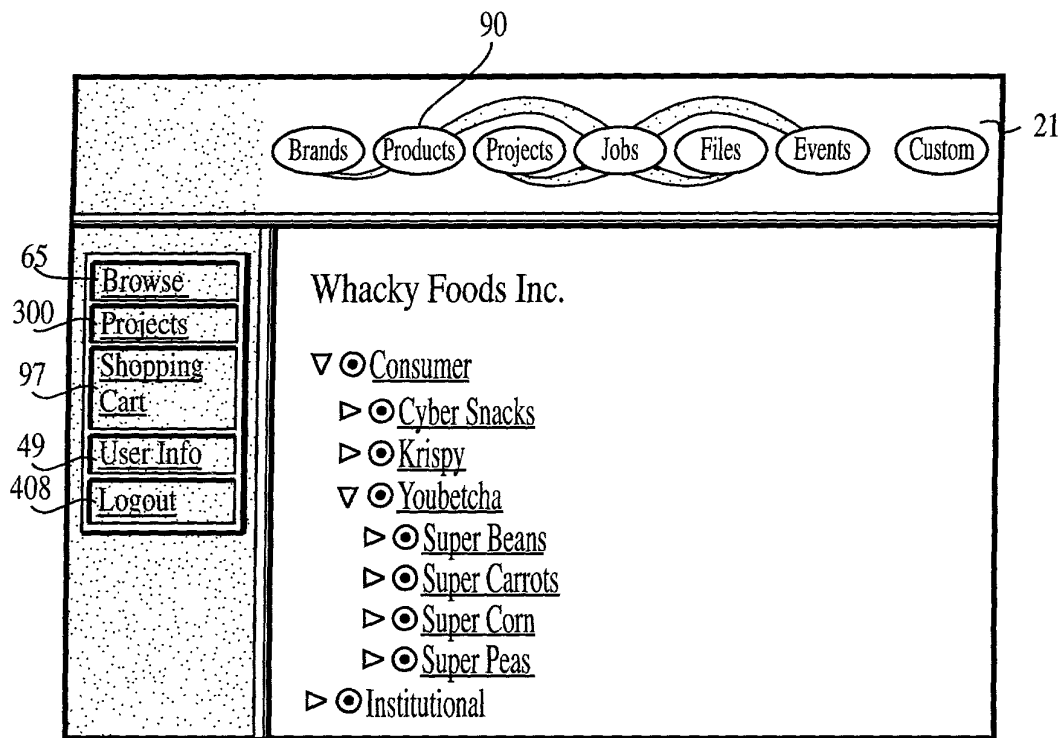 90
21
Brands Products Projects Jobs Files Events Custom
65
Browse
300
Projects
97
Shopping
Cart
49
User Info
408
Logout
Whacky Foods Inc.
Consumer
Cyber Snacks
Krispy
Youbetcha
Super Beans
Super Carrots
Super Corn
Super Peas
Institutional